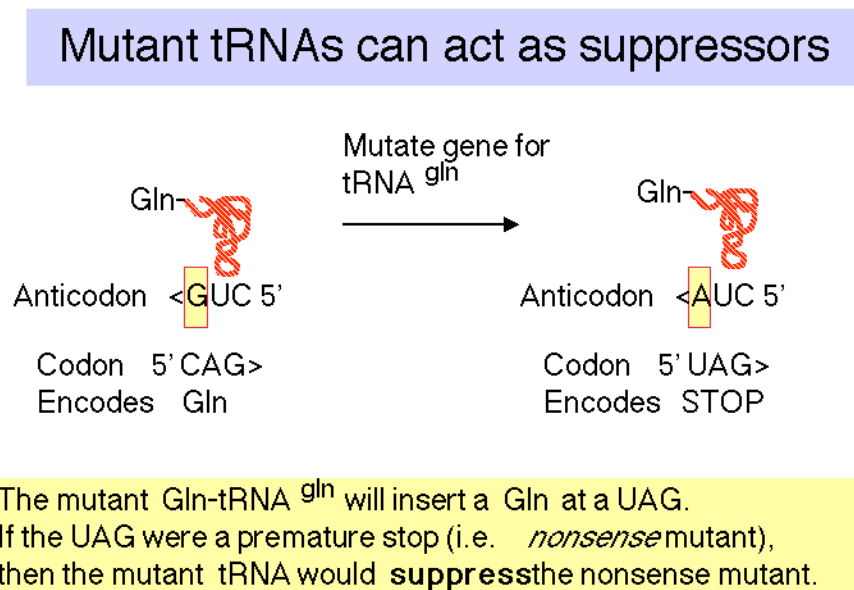 Mutant tRNAs can act as suppressors
Mutate gene for
tRNA gln
Gln-
Gln-
Anticodon <GUC 5’
Anticodon <AUC 5’
Codon 5’ CAG>
Encodes Gln
Codon 5’ UAG>
Encodes STOP
The mutant Gln-tRNA gln will insert a Gln at a UAG.
If the UAG were a premature stop (i.e. nonsense mutant),
then the mutant tRNA would suppressthe nonsense mutant.